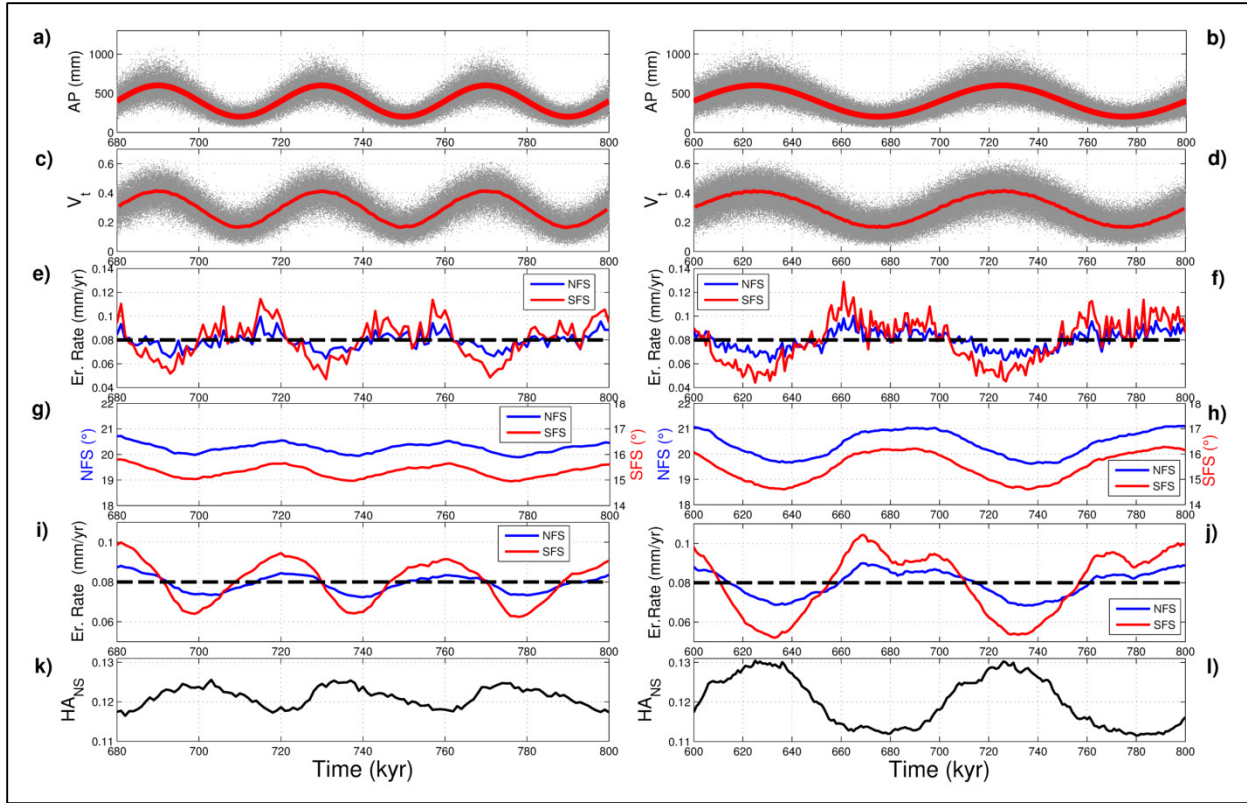 a)
AP (mm)
1000
500
0
680 700 720 740 760 780 800
b)
AP (mm)
1000
500
0
600 620 640 660 680 700 720 740 760 780 800
c)
V_t
0.6
0.4
0.2
0
680 700 720 740 760 780 800
d)
V_t
0.6
0.4
0.2
0
600 620 640 660 680 700 720 740 760 780 800
e)
Er. Rate (mm/yr)
0.14
0.12
0.1
0.08
0.06
0.04
NFS
SFS
680 700 720 740 760 780 800
f)
Er. Rate (mm/yr)
0.14
0.12
0.1
0.08
0.06
0.04
NFS
SFS
600 620 640 660 680 700 720 740 760 780 800
g)
NFS (°)
22
21
20
19
18
NFS
SFS
18
17
16
15
14
SFS (°)
680 700 720 740 760 780 800
h)
NFS (°)
22
21
20
19
18
NFS
SFS
18
17
16
15
14
SFS (°)
600 620 640 660 680 700 720 740 760 780 800
i)
Er. Rate (mm/yr)
0.1
0.08
0.06
NFS
SFS
680 700 720 740 760 780 800
j)
Er. Rate (mm/yr)
0.1
0.08
0.06
NFS
SFS
600 620 640 660 680 700 720 740 760 780 800
k)
HA_NS
0.13
0.12
0.11
680 700 720 740 760 780 800
Time (kyr)
l)
HA_NS
0.13
0.12
0.11
600 620 640 660 680 700 720 740 760 780 800
Time (kyr)